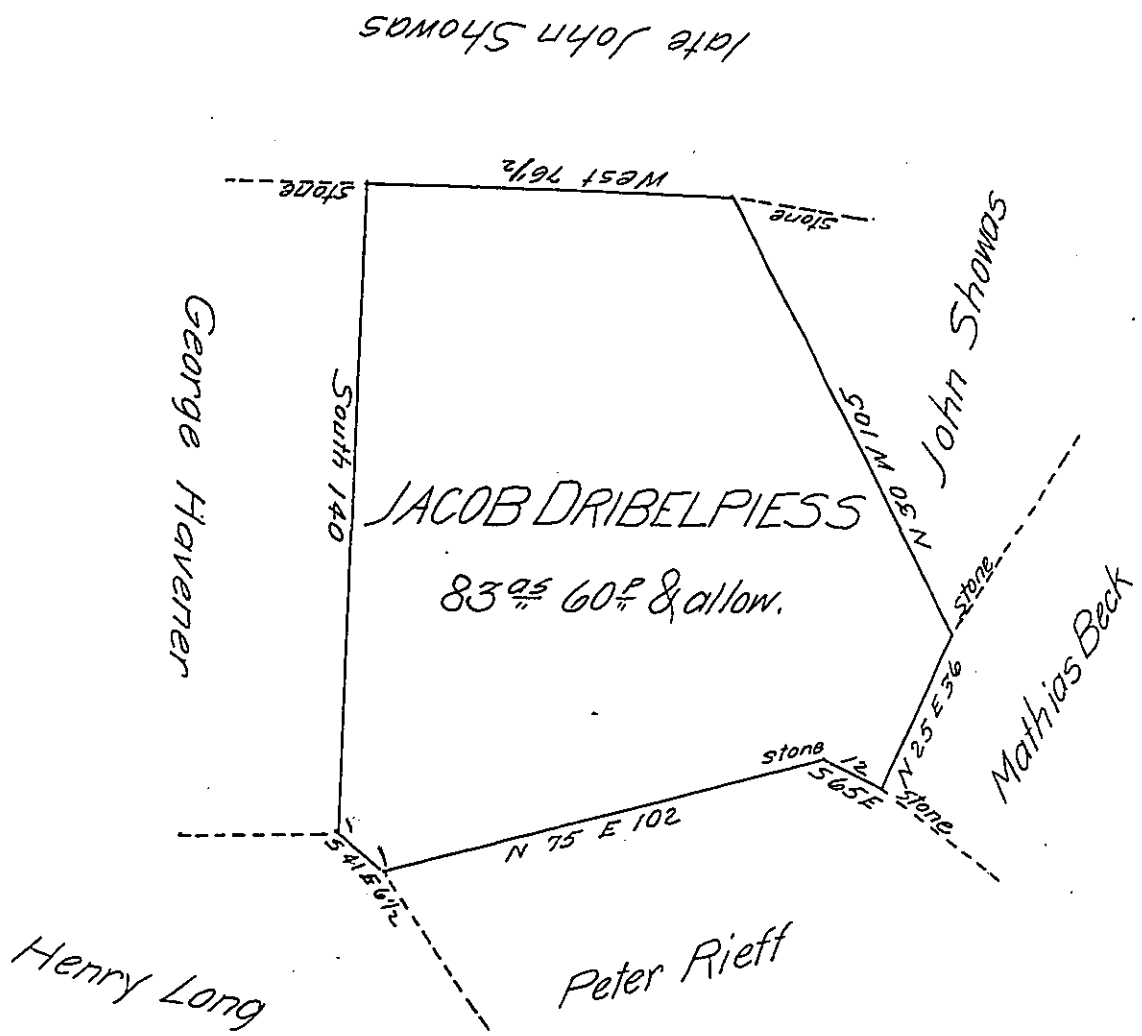 late John Showas
West 76½
stone
stone
George Havener
South 140
John Showas
N 30 W 105
JACOB DRIBELPIESS
83 as 60 p & allow.
stone
Mathias Beck
N 25 E 36
stone
12
S 65 E
stone
N 75 E 102
S 41 E 6½
Peter Rieff
Henry Long